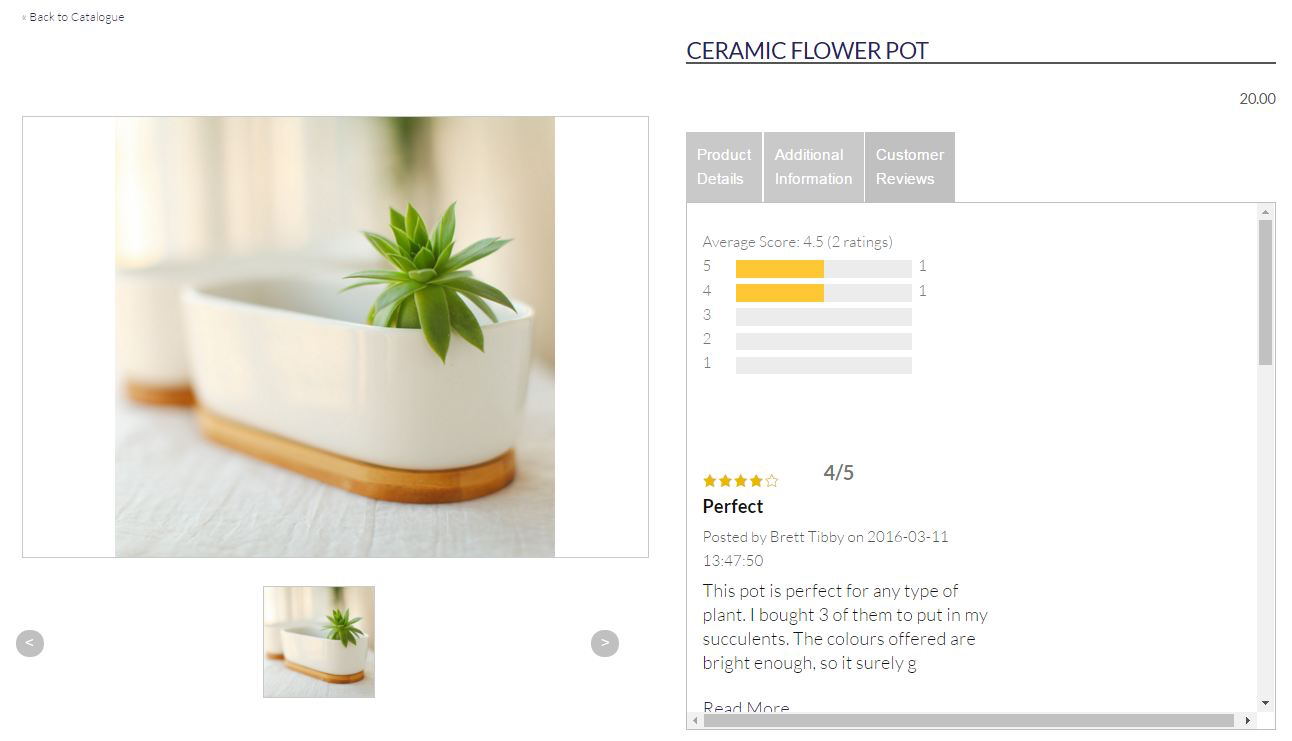 « Back to Catalogue
CERAMIC FLOWER POT
20.00
Product Details
Additional Information
Customer Reviews
Average Score: 4.5 (2 ratings)
5 1
4 1
3
2
1
4/5
Perfect
Posted by Brett Tibby on 2016-03-11
13:47:50
This pot is perfect for any type of
plant. I bought 3 of them to put in my
succulents. The colours offered are
bright enough, so it surely g
Read More
< >